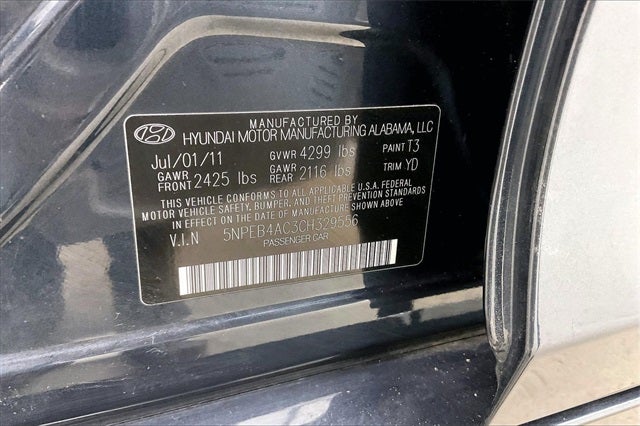 MANUFACTURED BY
HYUNDAI MOTOR MANUFACTURING ALABAMA, LLC
Jul/01/11 GVWR 4299 lbs PAINT T3
GAWR FRONT 2425 lbs GAWR REAR 2116 lbs TRIM YD
THIS VEHICLE CONFORMS TO ALL APPLICABLE U.S.A. FEDERAL
MOTOR VEHICLE SAFETY, BUMPER, AND THEFT PREVENTION STANDARDS
IN EFFECT ON THE DATE OF MANUFACTURE SHOWN ABOVE
V.I.N 5NPEB4AC3CH329556
PASSENGER CAR